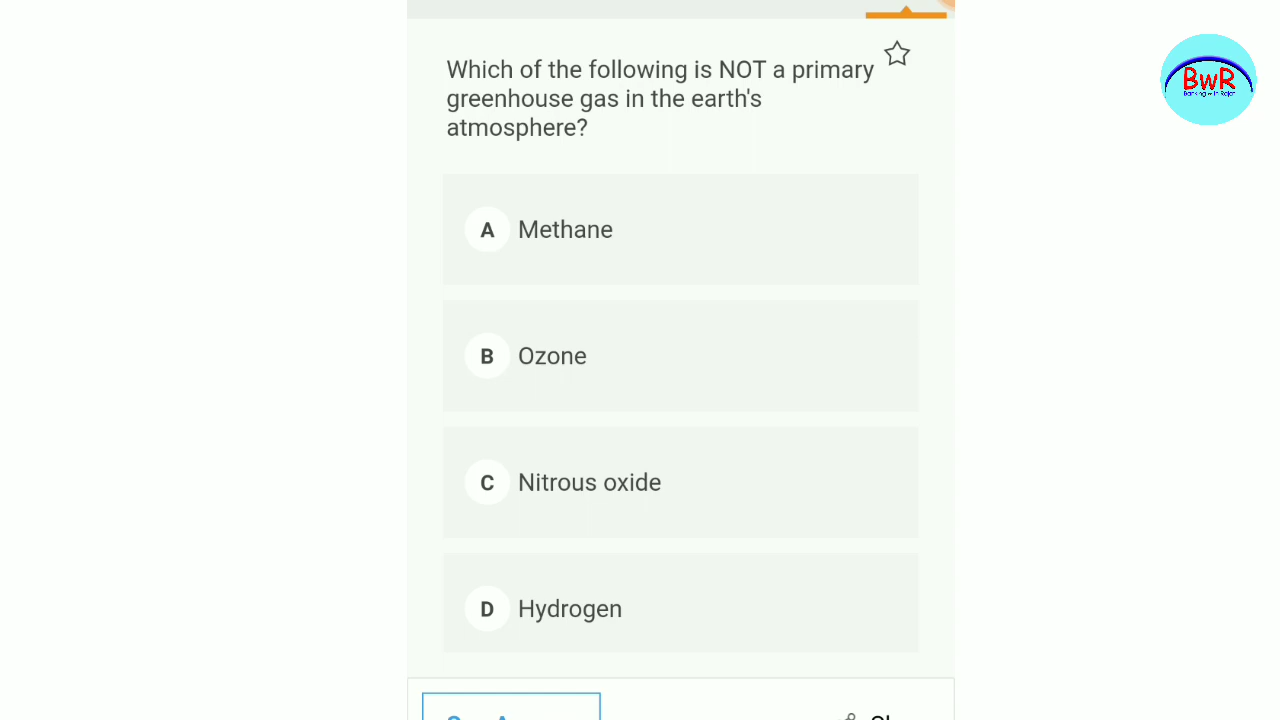 Which of the following is NOT a primary
greenhouse gas in the earth's
atmosphere?
A Methane
B Ozone
C Nitrous oxide
D Hydrogen
BwR